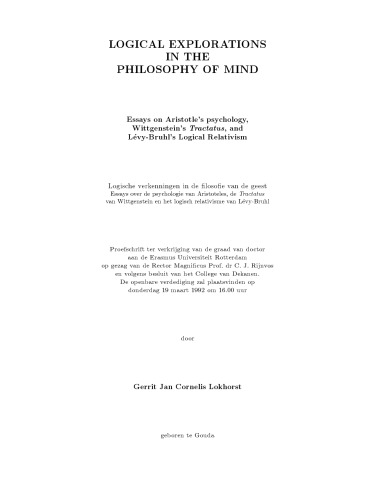 LOGICAL EXPLORATIONS
IN THE
PHILOSOPHY OF MIND
Essays on Aristotle's psychology,
Wittgenstein's Tractatus, and
Lévy-Bruhl's Logical Relativism
Logische verkenningen in de filosofie van de geest
Essays over de psychologie van Aristoteles, de Tractatus
van Wittgenstein en het logisch relativisme van Lévy-Bruhl
Proefschrift ter verkrijging van de graad van doctor
aan de Erasmus Universiteit Rotterdam
op gezag van de Rector Magnificus Prof. dr C. J. Rijnvos
en volgens besluit van het College van Dekanen.
De openbare verdediging zal plaatsvinden op
donderdag 19 maart 1992 om 16.00 uur
door
Gerrit Jan Cornelis Lokhorst
geboren te Gouda.